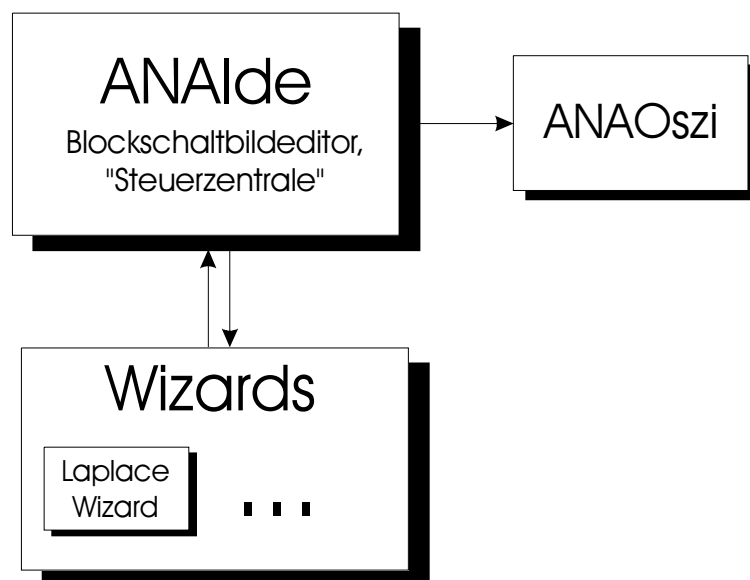 ANAIde
Blockschaltbildeditor,
"Steuerzentrale"
ANAOszi
Wizards
Laplace
Wizard
...